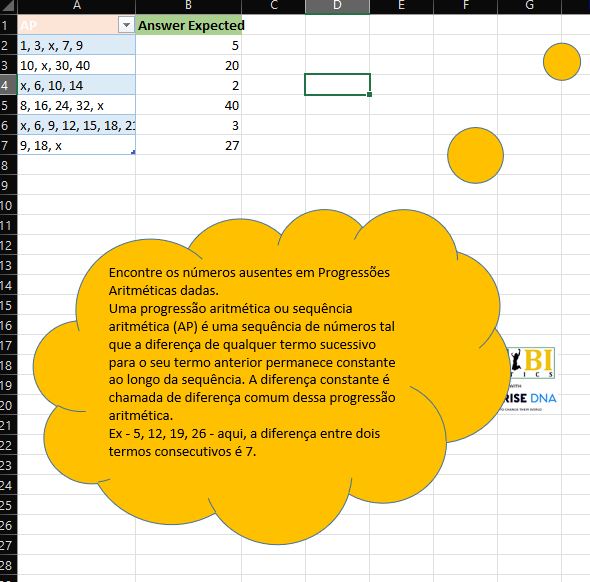 A B C D E F G
1 AP Answer Expected
2 1, 3, x, 7, 9 5
3 10, x, 30, 40 20
4 x, 6, 10, 14 2
5 8, 16, 24, 32, x 40
6 x, 6, 9, 12, 15, 18, 21 3
7 9, 18, x 27
8
9
10
11
12
13
14
15
16
17
18
19
20
21
22
23
24
25
26
27
28
Encontre os números ausentes em Progressões
Aritméticas dadas.
Uma progressão aritmética ou sequência
aritmética (AP) é uma sequência de números tal
que a diferença de qualquer termo sucessivo
para o seu termo anterior permanece constante
ao longo da sequência. A diferença constante é
chamada de diferença comum dessa progressão
aritmética.
Ex - 5, 12, 19, 26 - aqui, a diferença entre dois
termos consecutivos é 7.
BI
TICS
WITH
RISE DNA